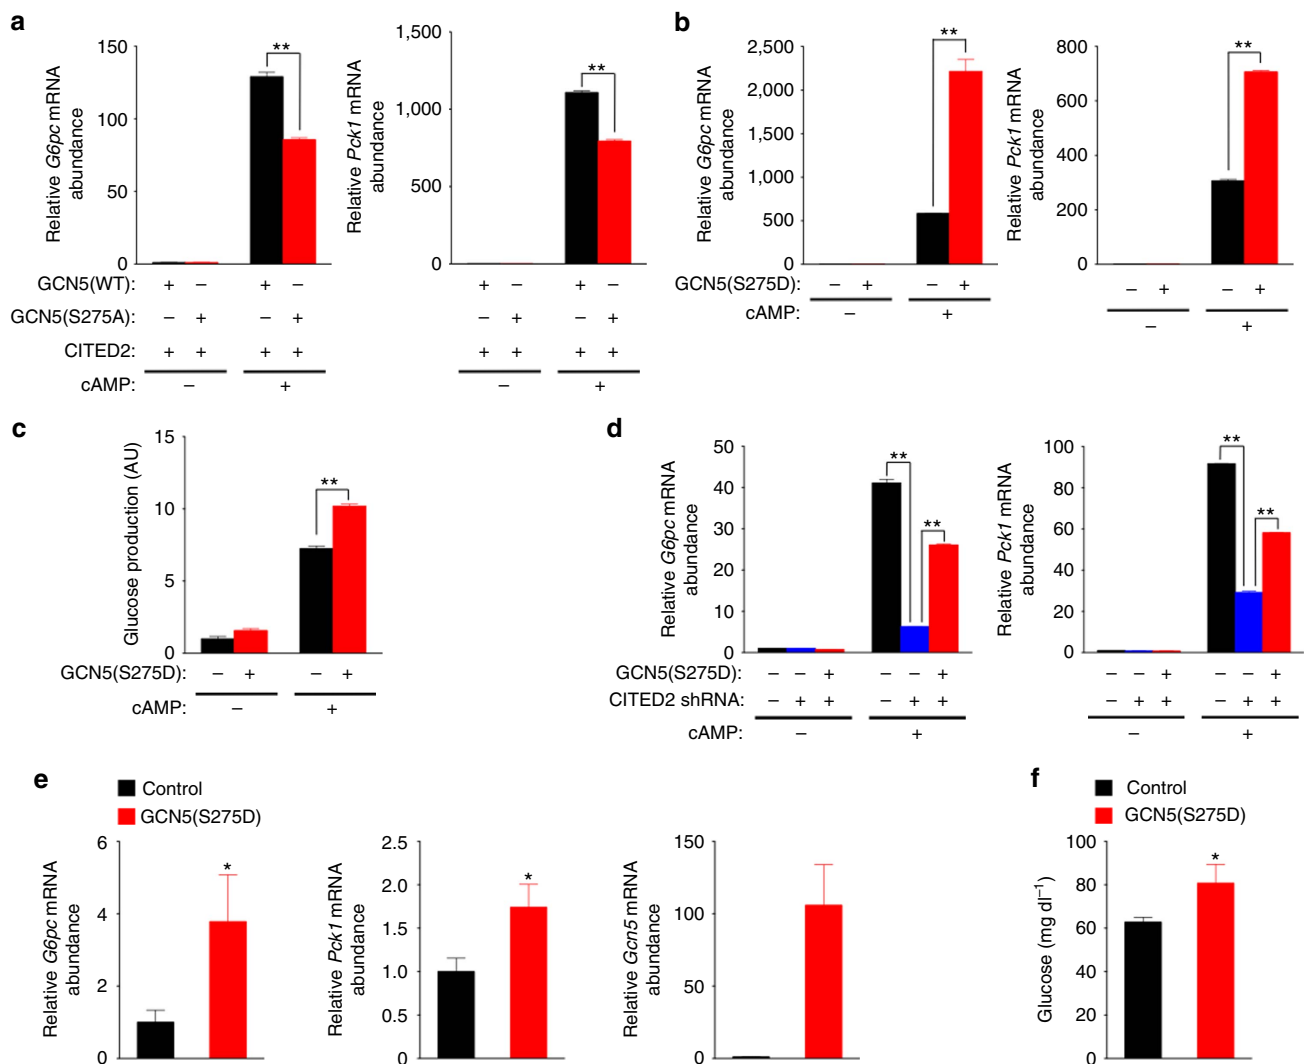 a
Relative G6pc mRNA
abundance
150
100
50
0
**
Relative Pck1 mRNA
abundance
1,500
1,000
500
0
**
GCN5(WT): + – + – + – + –
GCN5(S275A): – + – + – + – +
CITED2: + + + + + + + +
cAMP: – + – +
b
Relative G6pc mRNA
abundance
2,500
2,000
1,500
1,000
500
0
**
Relative Pck1 mRNA
abundance
800
600
400
200
0
**
GCN5(S275D): – + – + – + – +
cAMP: – + – +
c
Glucose production (AU)
15
10
5
0
**
GCN5(S275D): – + – +
cAMP: – +
d
Relative G6pc mRNA
abundance
50
40
30
20
10
0
**
**
Relative Pck1 mRNA
abundance
100
80
60
40
20
0
**
**
GCN5(S275D): – – + – – + – – + – – +
CITED2 shRNA: – + + – + + – + + – + +
cAMP: – + – +
e
Control
GCN5(S275D)
Relative G6pc mRNA
abundance
6
4
2
0
*
Relative Pck1 mRNA
abundance
2.5
2.0
1.5
1.0
0.5
0
*
Relative Gcn5 mRNA
abundance
150
100
50
0
f
Control
GCN5(S275D)
Glucose (mg dl⁻¹)
100
80
60
40
20
0
*